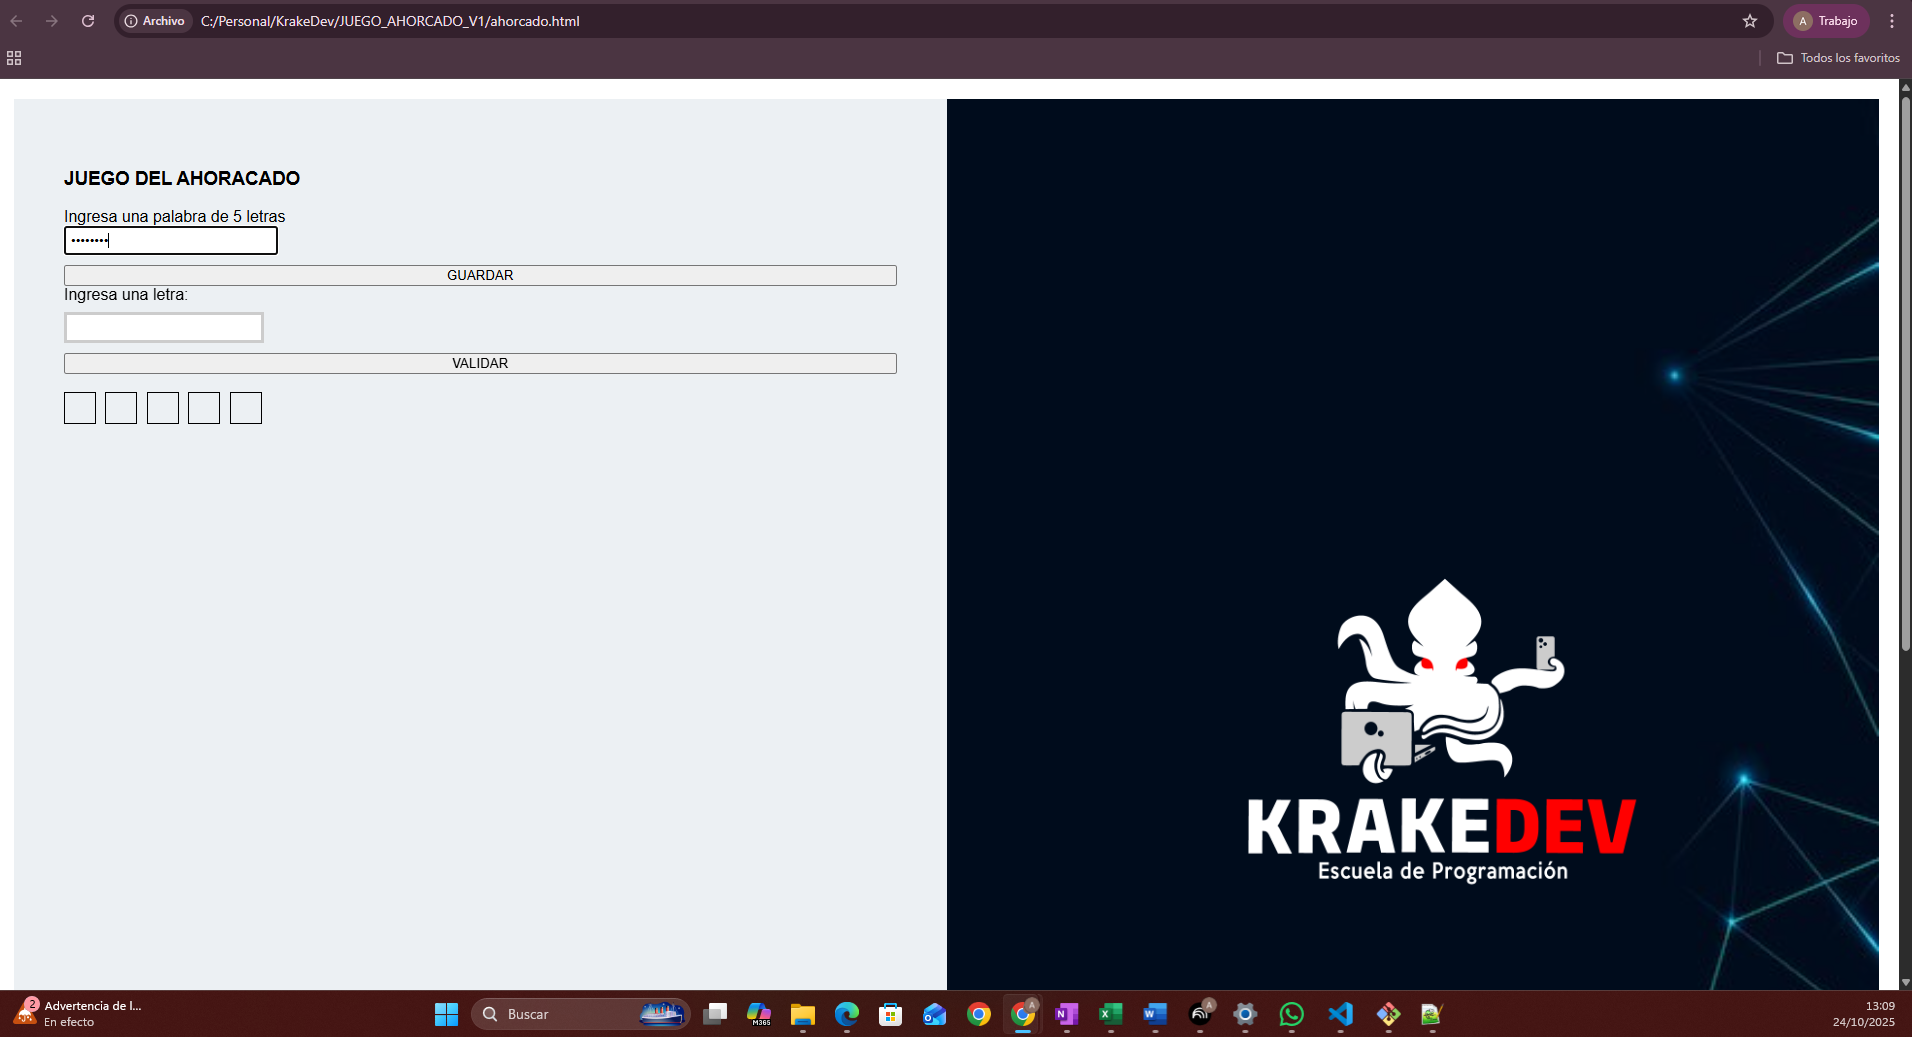 Archivo
C:/Personal/KrakeDev/JUEGO_AHORCADO_V1/ahorcado.html
A
Trabajo
Todos los favoritos
JUEGO DEL AHORACADO
Ingresa una palabra de 5 letras
••••••••
GUARDAR
Ingresa una letra:
VALIDAR
KRAKEDEV
Escuela de Programación
2
Advertencia de l...
En efecto
Buscar
M365
A
A
13:09
24/10/2025